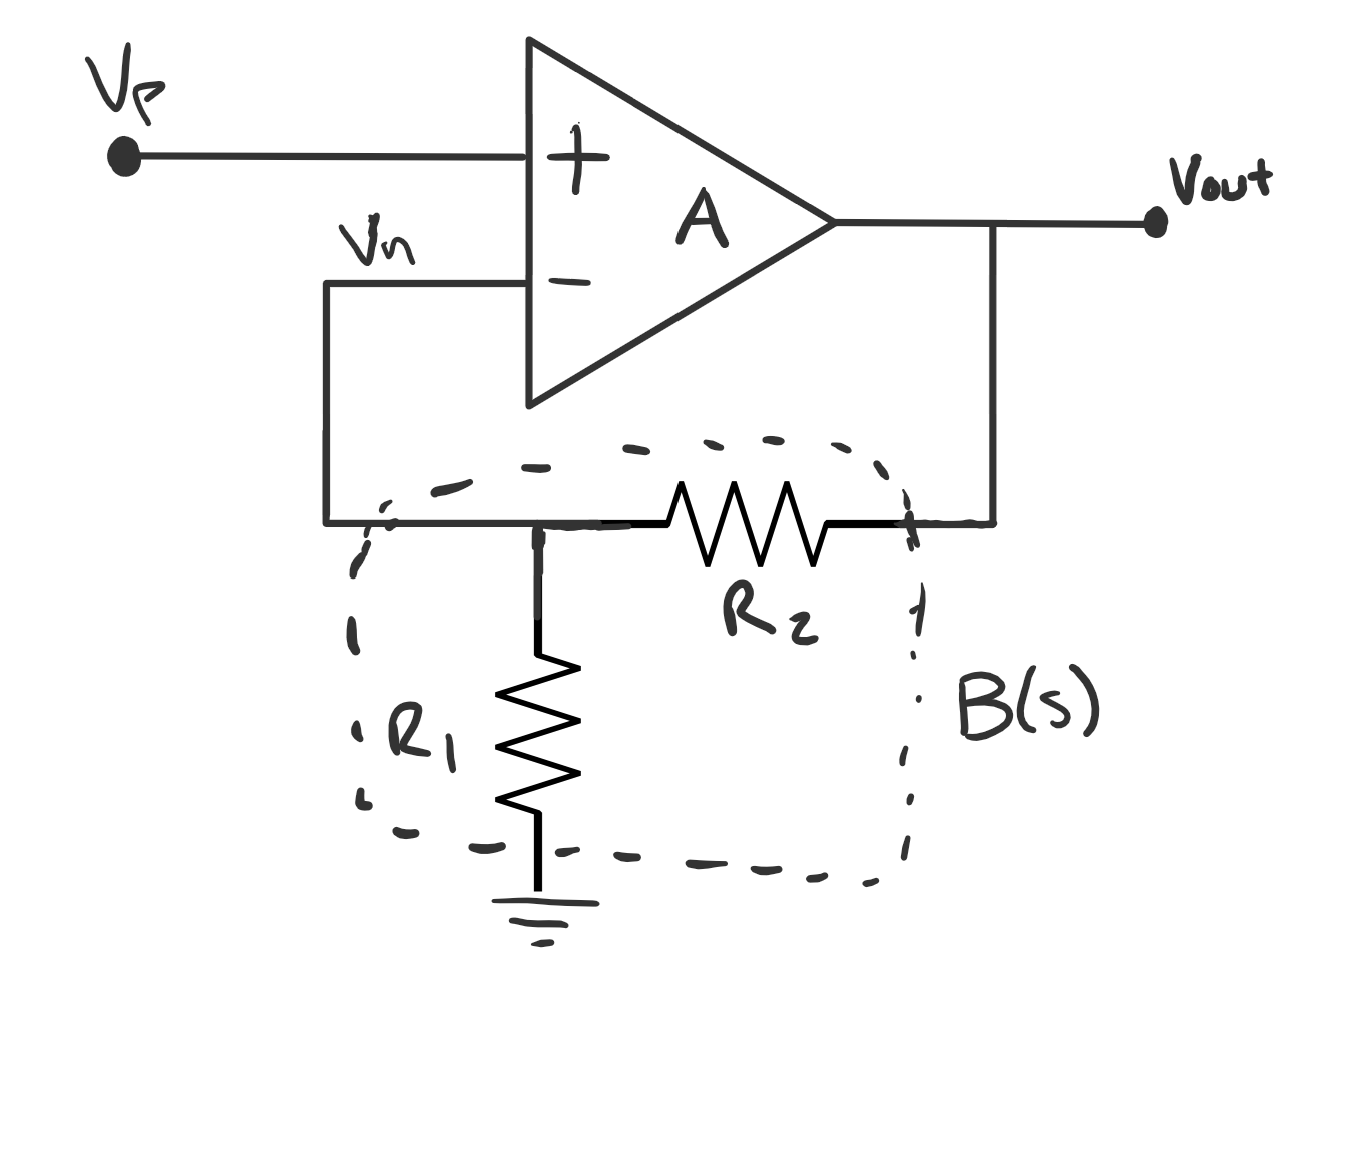 Vp
Vout
+
A
Vn
−
R2
B(s)
R1